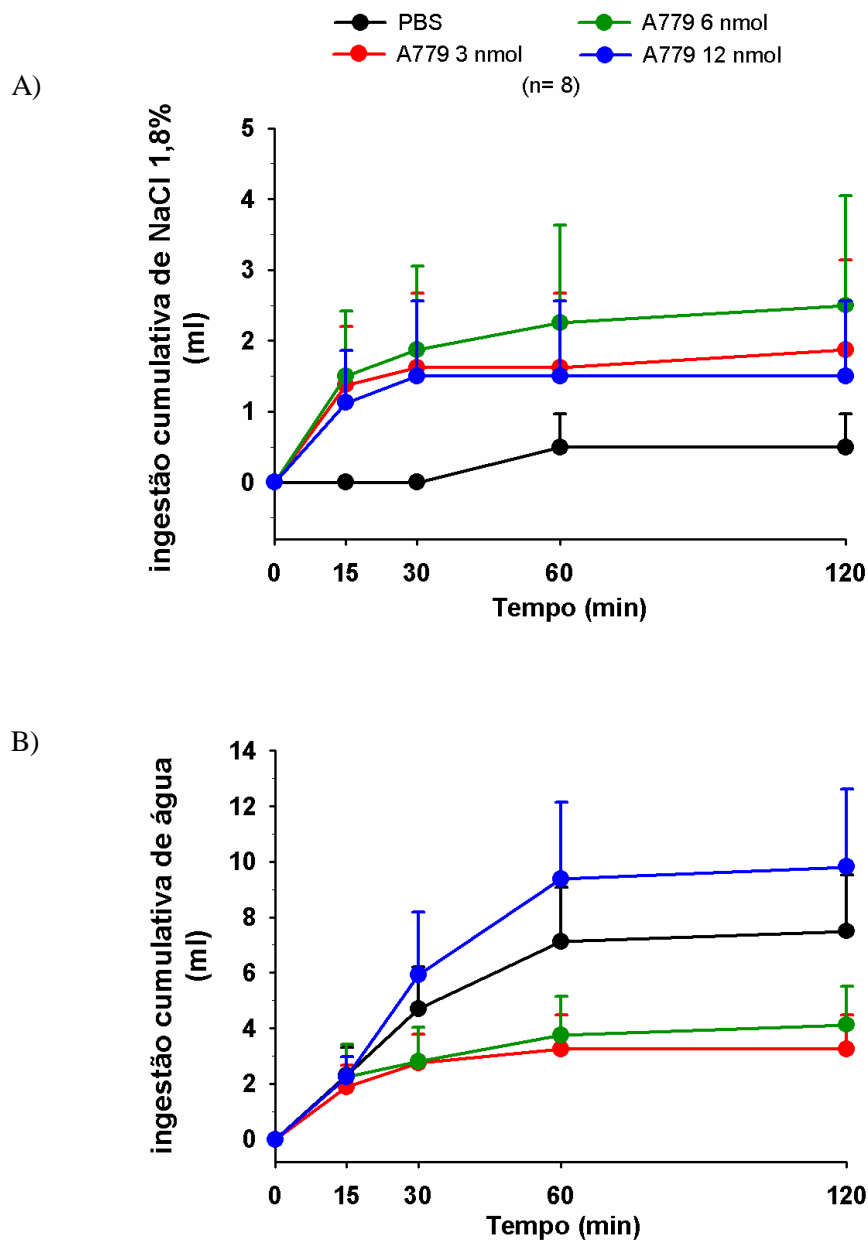 PBS
A779 6 nmol
A779 3 nmol
A779 12 nmol
(n= 8)
A)
ingestão cumulativa de NaCl 1,8%
(ml)
5
4
3
2
1
0
0
15
30
60
120
Tempo (min)
B)
ingestão cumulativa de água
(ml)
14
12
10
8
6
4
2
0
0
15
30
60
120
Tempo (min)